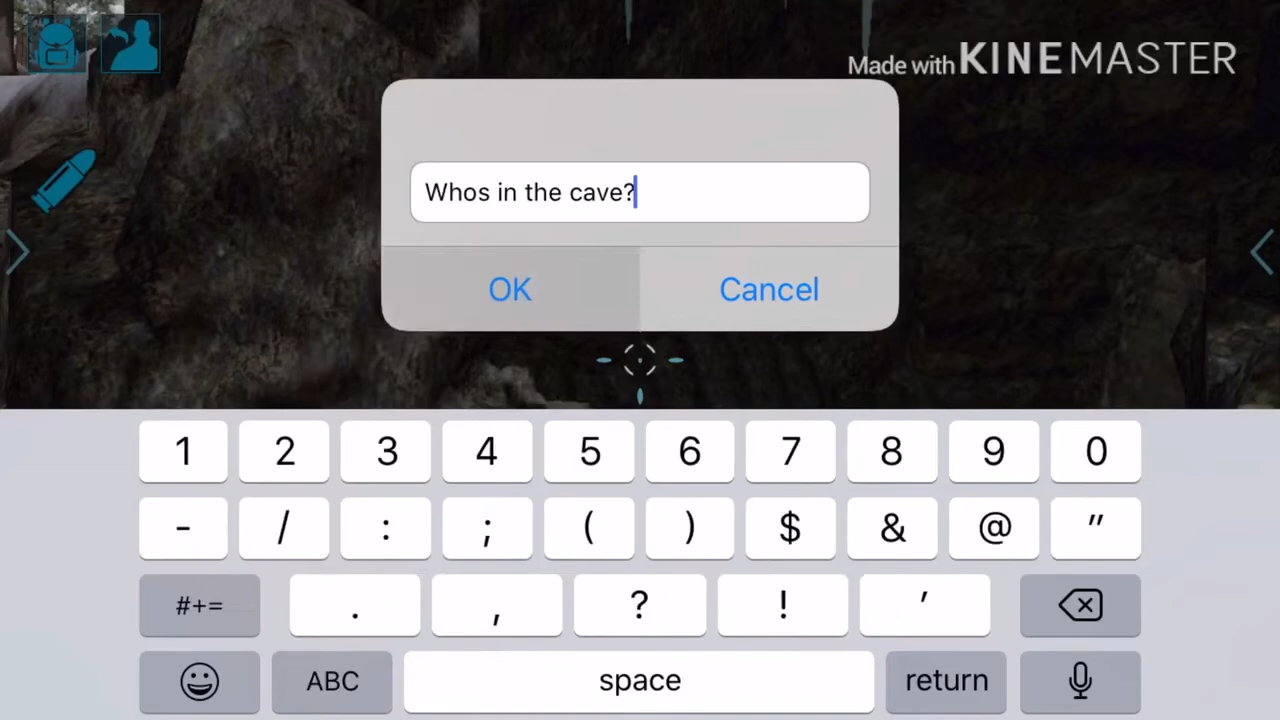 Made with KINEMASTER
Whos in the cave?
OK Cancel
1 2 3 4 5 6 7 8 9 0
- / : ; ( ) $ & @ "
#+= . , ? ! '
ABC space return